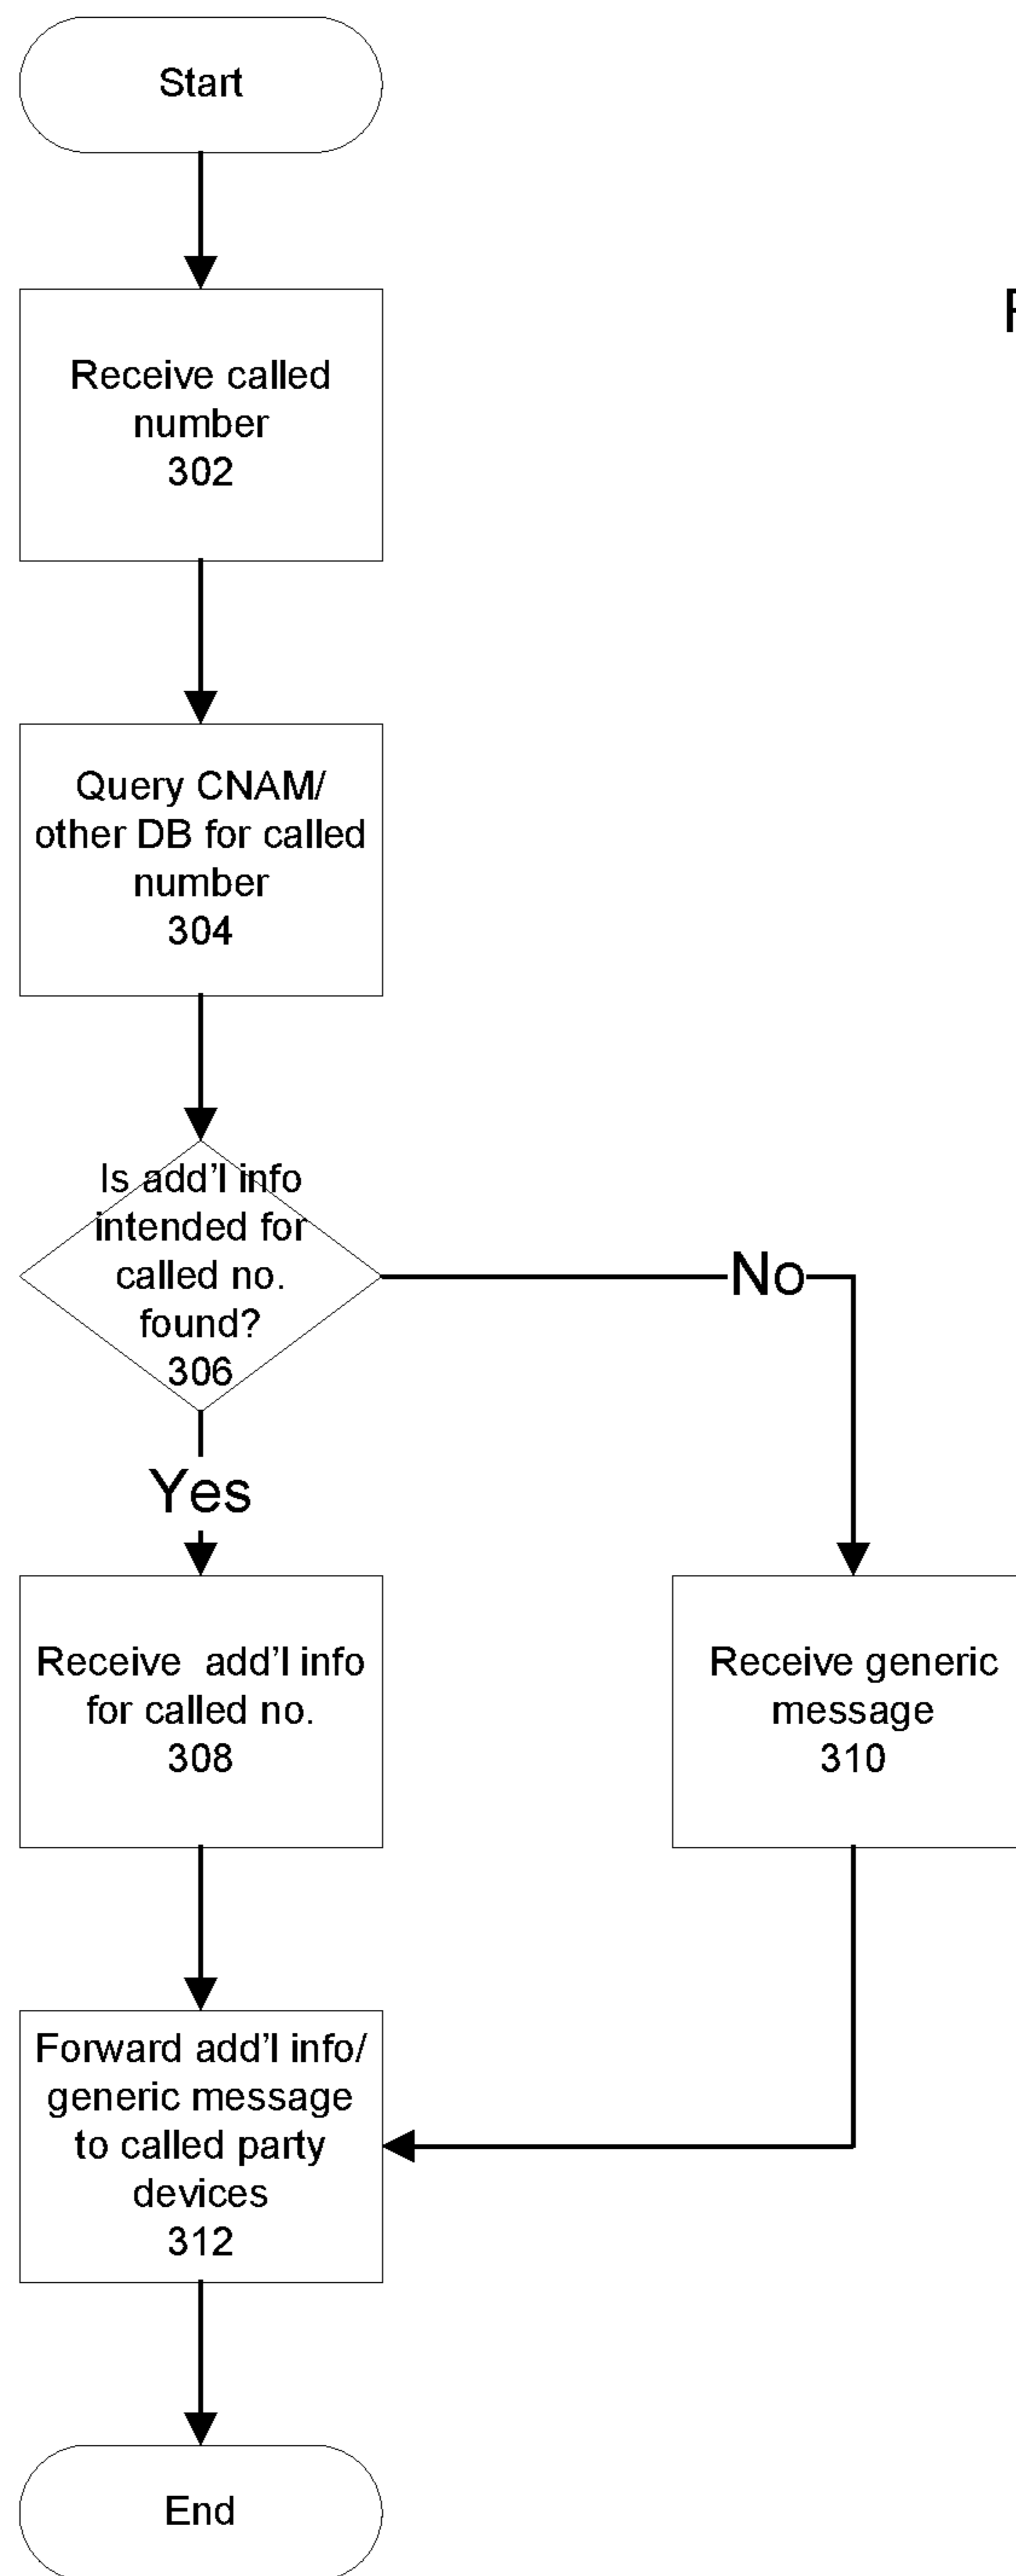 Start
Receive called
number
302
Query CNAM/
other DB for called
number
304
Is add'l info
intended for
called no.
found?
306
No
Yes
Receive add'l info
for called no.
308
Receive generic
message
310
Forward add'l info/
generic message
to called party
devices
312
End